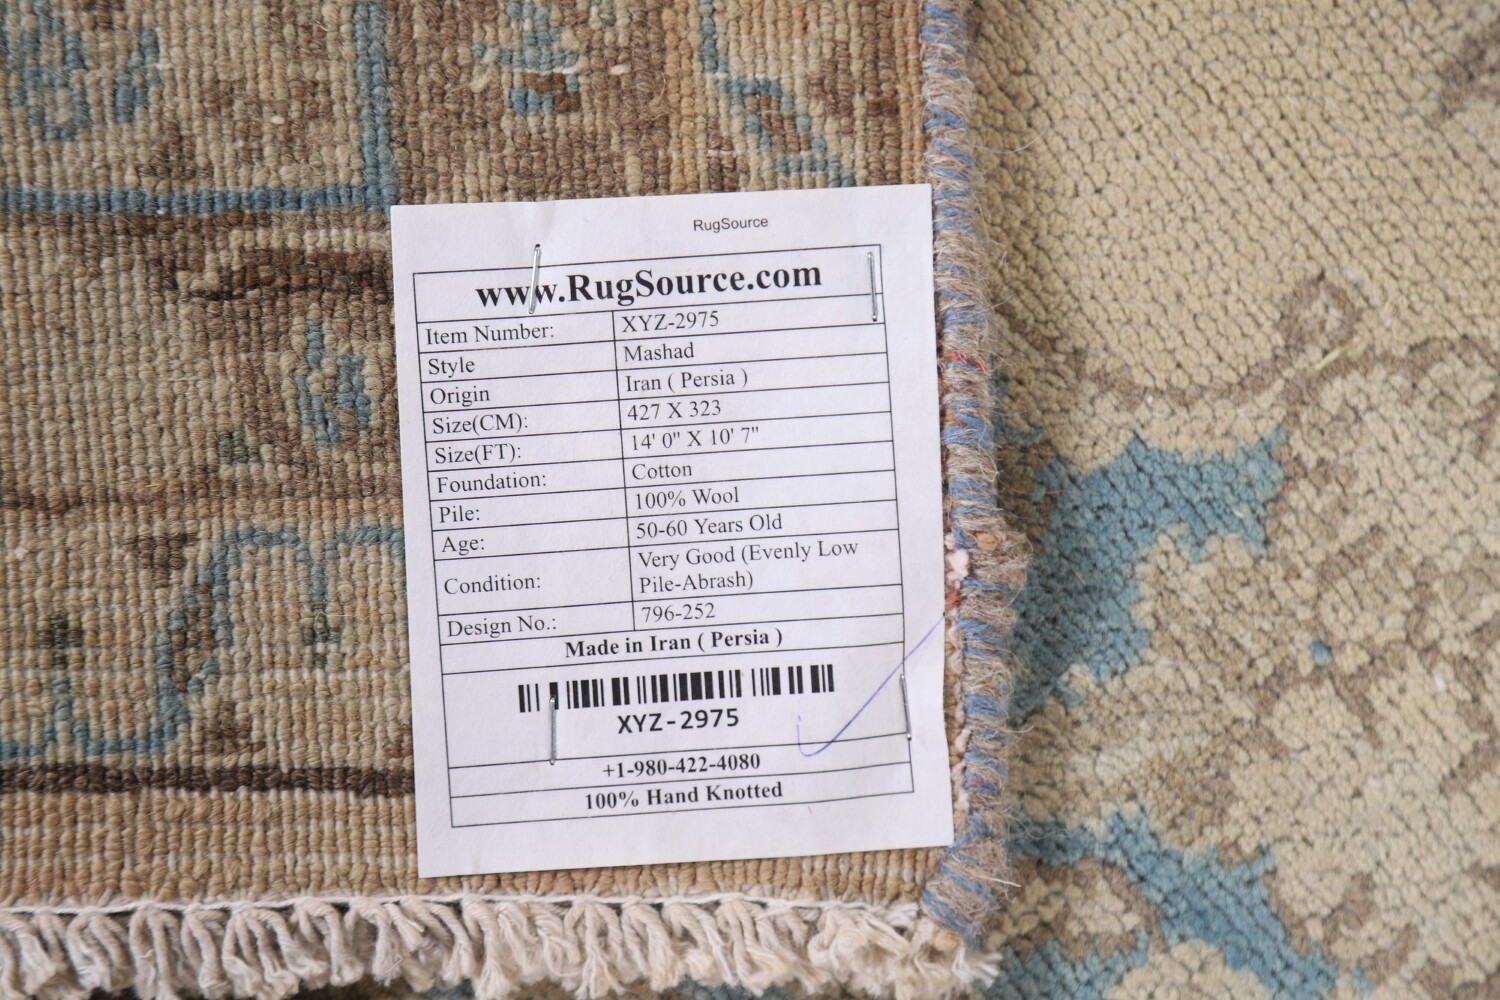 RugSource
www.RugSource.com
Item Number: XYZ-2975
Style Mashad
Origin Iran ( Persia )
Size(CM): 427 X 323
Size(FT): 14' 0" X 10' 7"
Foundation: Cotton
Pile: 100% Wool
Age: 50-60 Years Old
Condition: Very Good (Evenly Low
Pile-Abrash)
Design No.: 796-252
Made in Iran ( Persia )
XYZ-2975
+1-980-422-4080
100% Hand Knotted